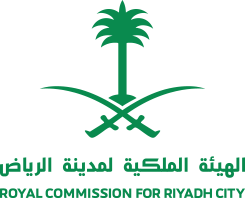 الهيئة الملكية لمدينة الرياض
ROYAL COMMISSION FOR RIYADH CITY